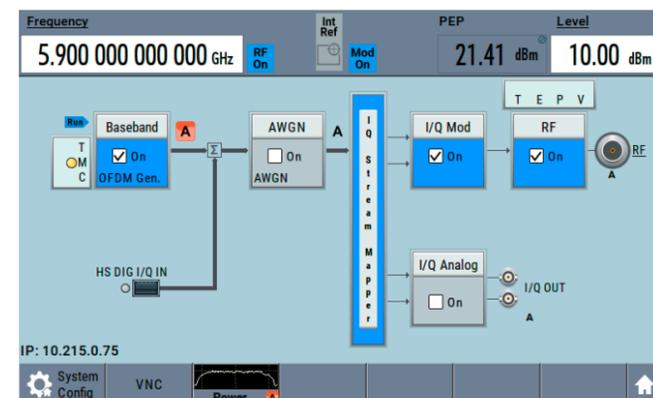 Frequency
Int Ref
PEP
Level
5.900 000 000 000 GHz
RF On
Mod On
21.41 dBm
10.00 dBm
T E P V
Run
Baseband
A
AWGN
A
I/Q Mod
RF
T
M
C
On
OFDM Gen.
Σ
On
AWGN
I Q Stream Mapper
On
On
RF
A
HS DIG I/Q IN
I/Q Analog
On
I/Q OUT
A
IP: 10.215.0.75
System Config
VNC
Power
A